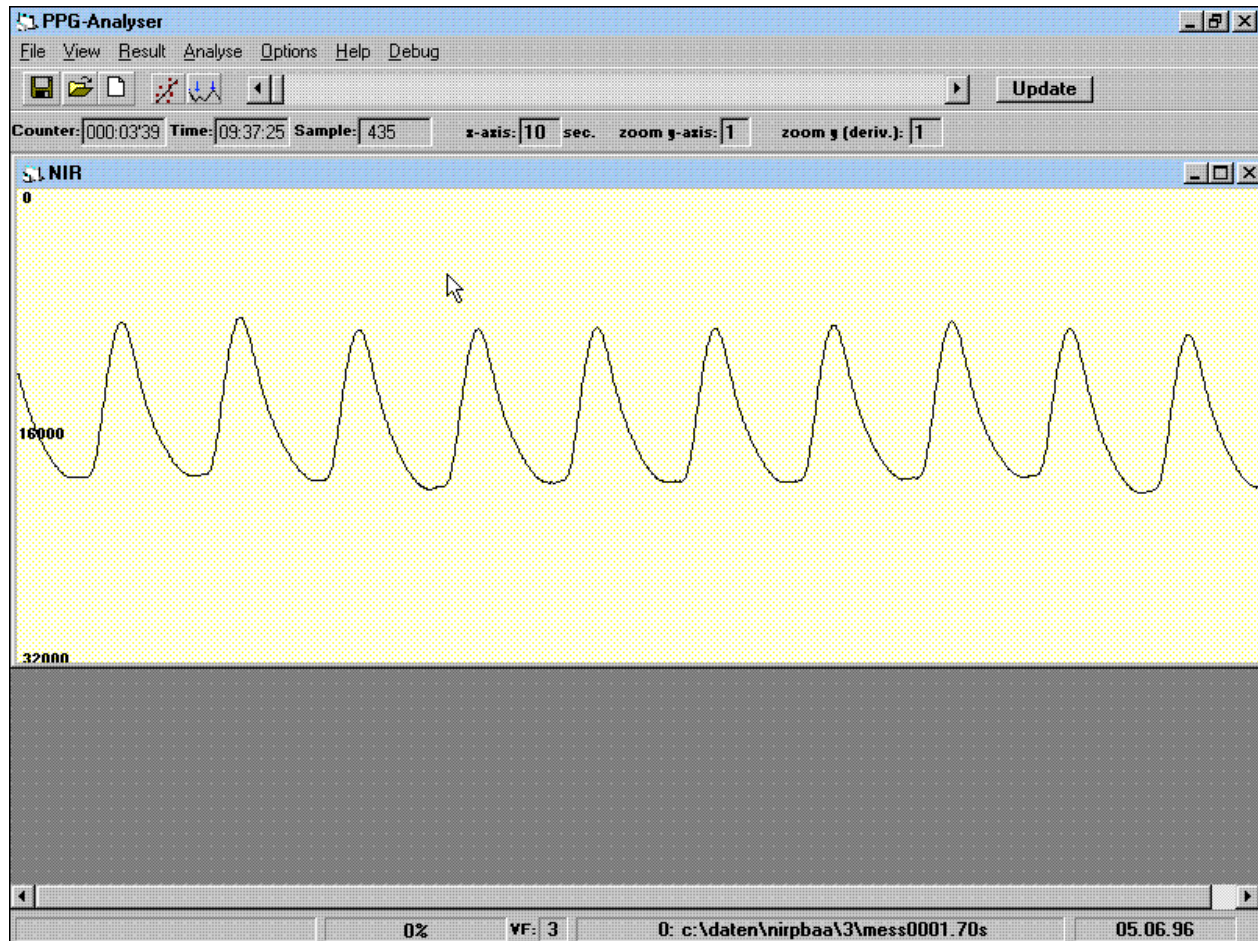 PPG-Analyser
File View Result Analyse Options Help Debug
Update
Counter: 000:03'39 Time: 09:37:25 Sample: 435 x-axis: 10 sec. zoom y-axis: 1 zoom y (deriv.): 1
NIR
0
16000
32000
0% VF: 3 0: c:\daten\nirpbaa\3\mess0001.70s 05.06.96